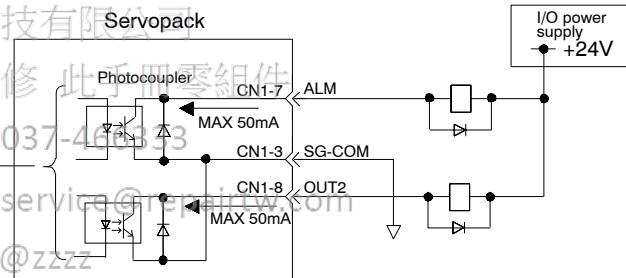 技有限公司
Servopack
I/O power
supply
+24V
修 此手冊零組件
Photocoupler
CN1-7
ALM
MAX 50mA
037-466333
CN1-3
SG-COM
CN1-8
OUT2
service@repairtw.com
MAX 50mA
@zzzz